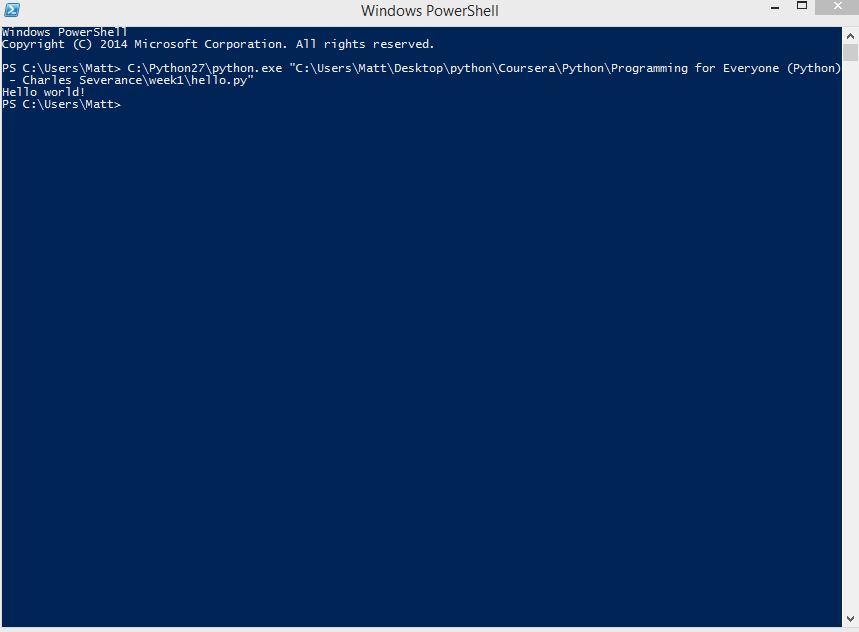 Windows PowerShell
Windows PowerShell
Copyright (C) 2014 Microsoft Corporation. All rights reserved.
PS C:\Users\Matt> C:\Python27\python.exe "C:\Users\Matt\Desktop\python\Coursera\Python\Programming for Everyone (Python)
 - Charles Severance\week1\hello.py"
Hello world!
PS C:\Users\Matt>